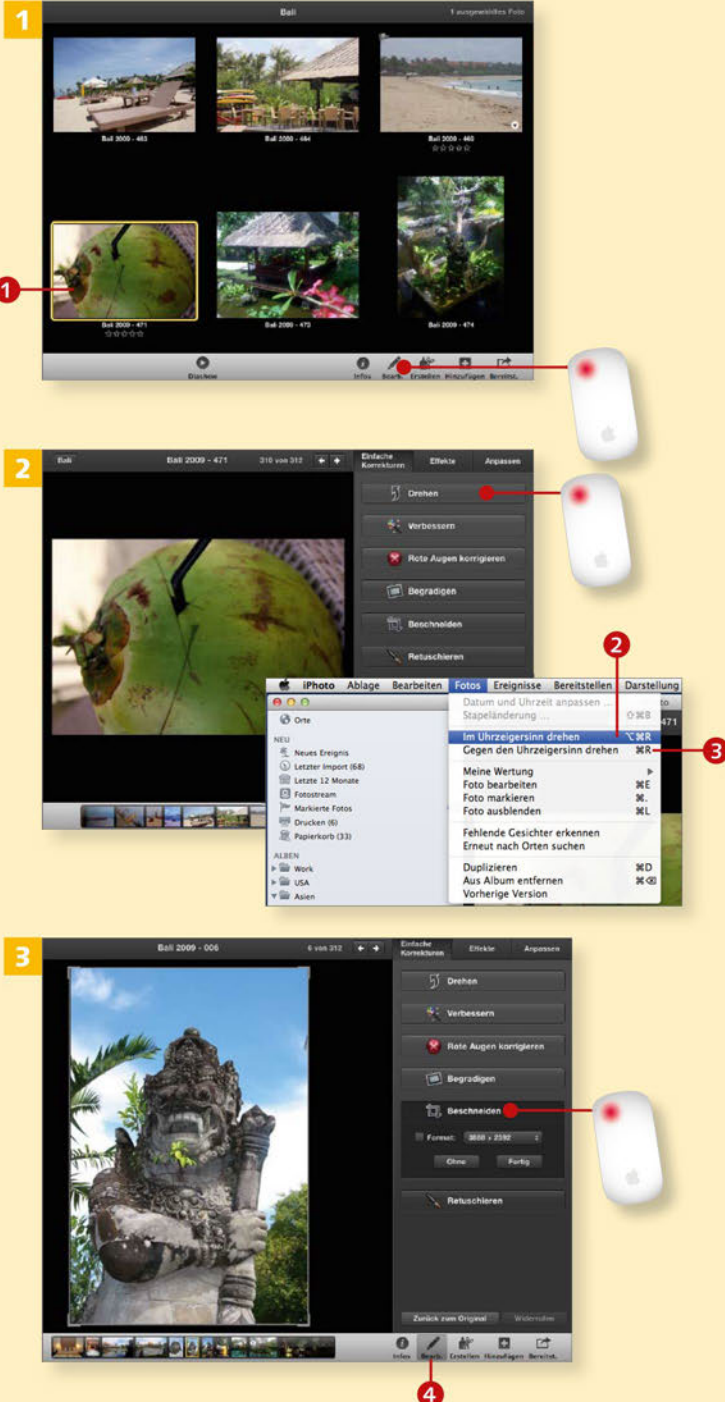 1
Bali
1 ausgewähltes Foto
Bali 2009 - 463
Bali 2009 - 464
Bali 2009 - 460
Bali 2009 - 471
Bali 2009 - 473
Bali 2009 - 474
1
Diashow
Infos Bearb. Erstellen Hinzufügen Bereitst.
2
Bali
Bali 2009 - 471
310 von 312
Einfache Korrekturen
Effekte
Anpassen
Drehen
Verbessern
Rote Augen korrigieren
Begradigen
Beschneiden
Retuschieren
2
iPhoto Ablage Bearbeiten Fotos Ereignisse Bereitstellen Darstellung
Orte
NEU
Neues Ereignis
Letzter Import (68)
Letzte 12 Monate
Fotostream
Markierte Fotos
Drucken (6)
Papierkorb (33)
ALBEN
Work
USA
Asien
Datum und Uhrzeit anpassen ...
Stapeländerung ... ⇧⌘B
Im Uhrzeigersinn drehen ⌥⌘R
Gegen den Uhrzeigersinn drehen ⌘R
3
Meine Wertung
Foto bearbeiten ⌘E
Foto markieren ⌘.
Foto ausblenden ⌘L
Fehlende Gesichter erkennen
Erneut nach Orten suchen
Duplizieren ⌘D
Aus Album entfernen ⌘⌫
Vorherige Version
471
3
Bali 2009 - 006
6 von 312
Einfache Korrekturen
Effekte
Anpassen
Drehen
Verbessern
Rote Augen korrigieren
Begradigen
Beschneiden
Format: 3888 x 2592
Ohne
Fertig
Retuschieren
Zurück zum Original
Widerrufen
Infos Bearb. Erstellen Hinzufügen Bereitst.
4